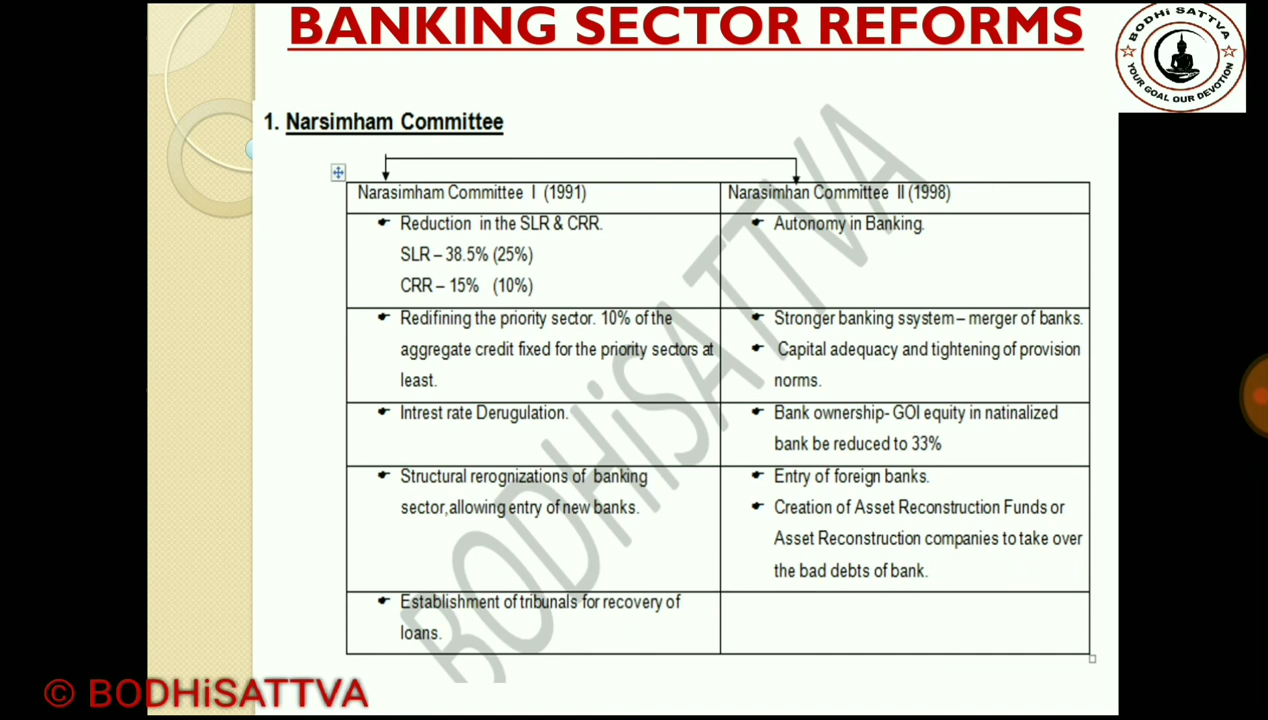 BANKING SECTOR REFORMS
BODHi SATTVA
YOUR GOAL OUR DEVOTION
1. Narsimham Committee
Narasimham Committee I (1991)
Narasimhan Committee II (1998)
Reduction in the SLR & CRR.
SLR – 38.5% (25%)
CRR – 15% (10%)
Autonomy in Banking.
Redifining the priority sector. 10% of the
aggregate credit fixed for the priority sectors at
least.
Stronger banking ssystem – merger of banks.
Capital adequacy and tightening of provision
norms.
Intrest rate Derugulation.
Bank ownership- GOI equity in natinalized
bank be reduced to 33%
Structural rerognizations of banking
sector,allowing entry of new banks.
Entry of foreign banks.
Creation of Asset Reconstruction Funds or
Asset Reconstruction companies to take over
the bad debts of bank.
Establishment of tribunals for recovery of
loans.
BODHiSATTVA
© BODHiSATTVA